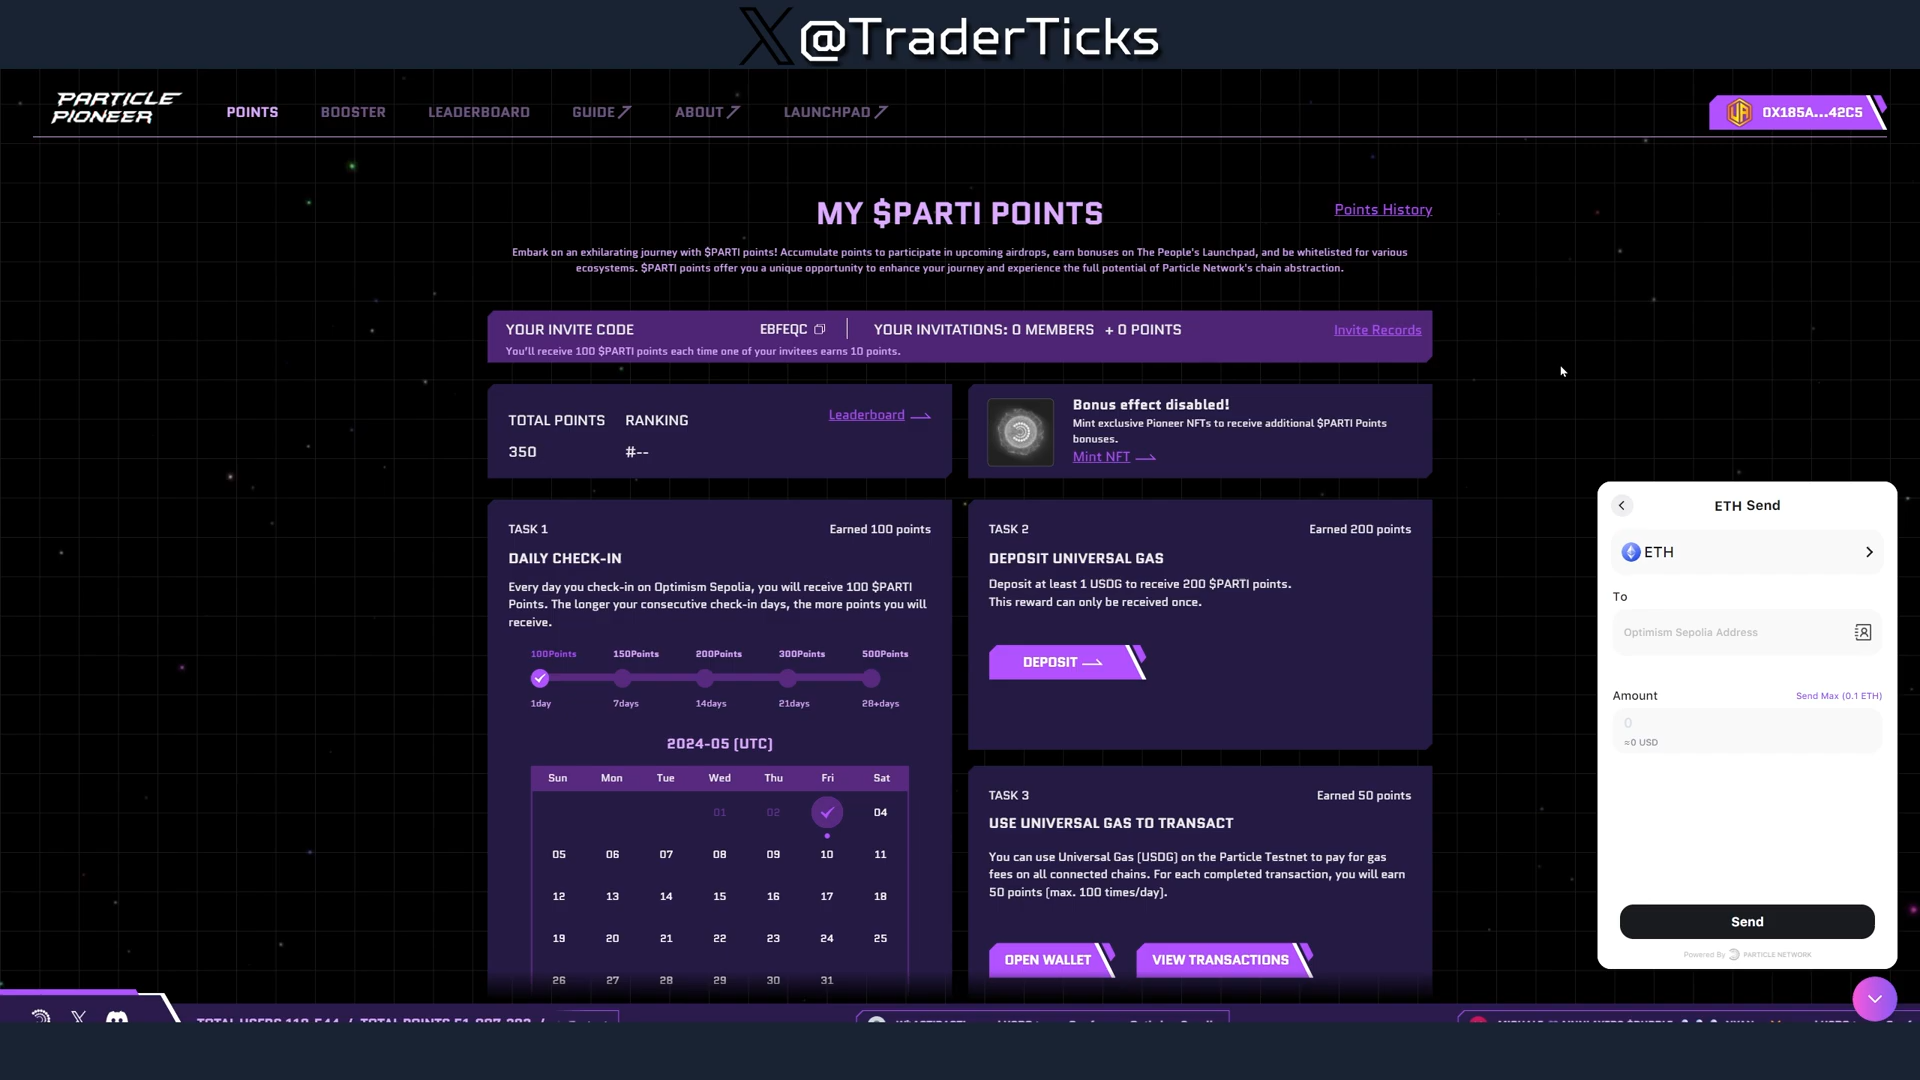 @TraderTicks
PARTICLE
PIONEER
POINTS
BOOSTER
LEADERBOARD
GUIDE
ABOUT
LAUNCHPAD
0X185A...42C5
MY $PARTI POINTS
Points History
Embark on an exhilarating journey with $PARTI points! Accumulate points to participate in upcoming airdrops, earn bonuses on The People's Launchpad, and be whitelisted for various
ecosystems. $PARTI points offer you a unique opportunity to enhance your journey and experience the full potential of Particle Network's chain abstraction.
YOUR INVITE CODE
EBFEQC
YOUR INVITATIONS: 0 MEMBERS + 0 POINTS
Invite Records
You'll receive 100 $PARTI points each time one of your invitees earns 10 points.
TOTAL POINTS
RANKING
Leaderboard
350
#--
Bonus effect disabled!
Mint exclusive Pioneer NFTs to receive additional $PARTI Points
bonuses.
Mint NFT
TASK 1
Earned 100 points
DAILY CHECK-IN
Every day you check-in on Optimism Sepolia, you will receive 100 $PARTI
Points. The longer your consecutive check-in days, the more points you will
receive.
100Points 150Points 200Points 300Points 500Points
1day 7days 14days 21days 28+days
2024-05 (UTC)
Sun Mon Tue Wed Thu Fri Sat
01 02 04
05 06 07 08 09 10 11
12 13 14 15 16 17 18
19 20 21 22 23 24 25
26 27 28 29 30 31
TASK 2
Earned 200 points
DEPOSIT UNIVERSAL GAS
Deposit at least 1 USDG to receive 200 $PARTI points.
This reward can only be received once.
DEPOSIT
TASK 3
Earned 50 points
USE UNIVERSAL GAS TO TRANSACT
You can use Universal Gas (USDG) on the Particle Testnet to pay for gas
fees on all connected chains. For each completed transaction, you will earn
50 points (max. 100 times/day).
OPEN WALLET
VIEW TRANSACTIONS
ETH Send
ETH
To
Optimism Sepolia Address
Amount
Send Max (0.1 ETH)
0
≈0 USD
Send
Powered By PARTICLE NETWORK